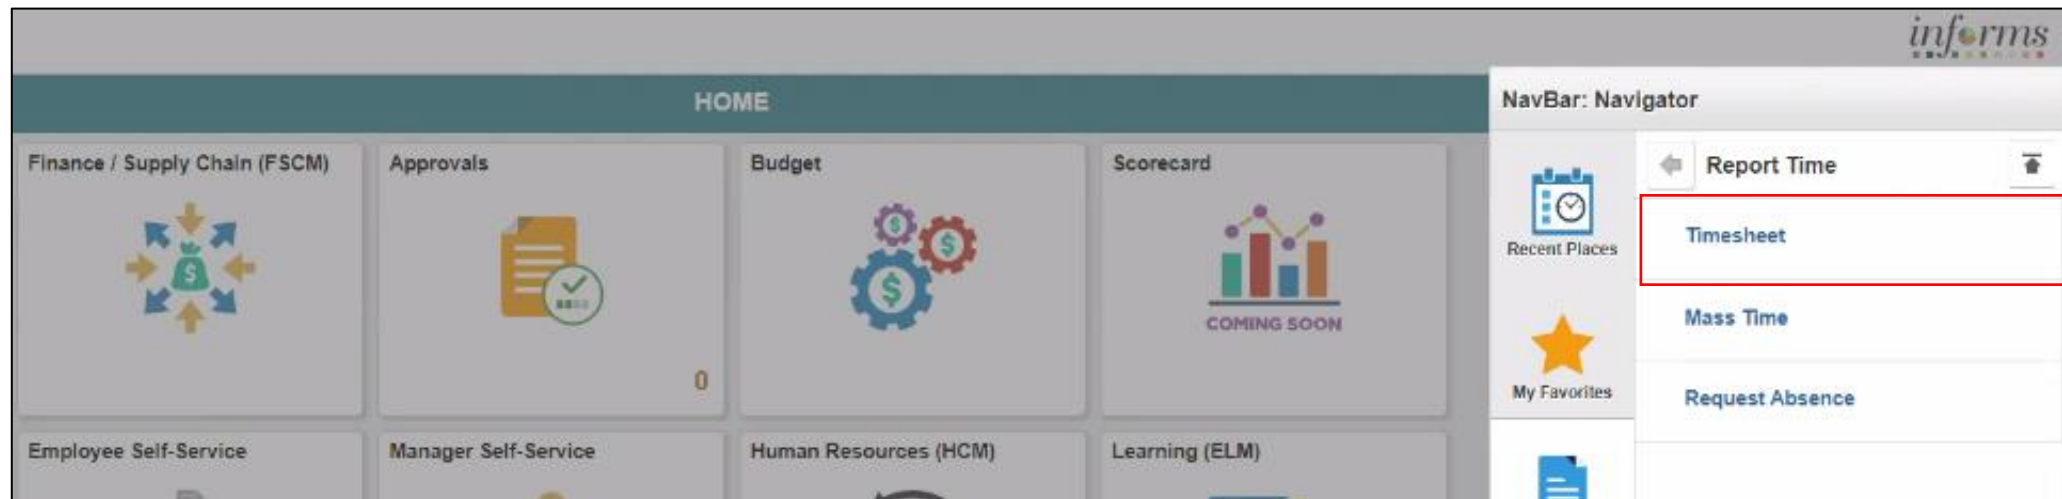 informs
HOME
NavBar: Navigator
Finance / Supply Chain (FSCM)
Approvals
Budget
Scorecard
COMING SOON
0
Recent Places
My Favorites
Report Time
Timesheet
Mass Time
Request Absence
Employee Self-Service
Manager Self-Service
Human Resources (HCM)
Learning (ELM)